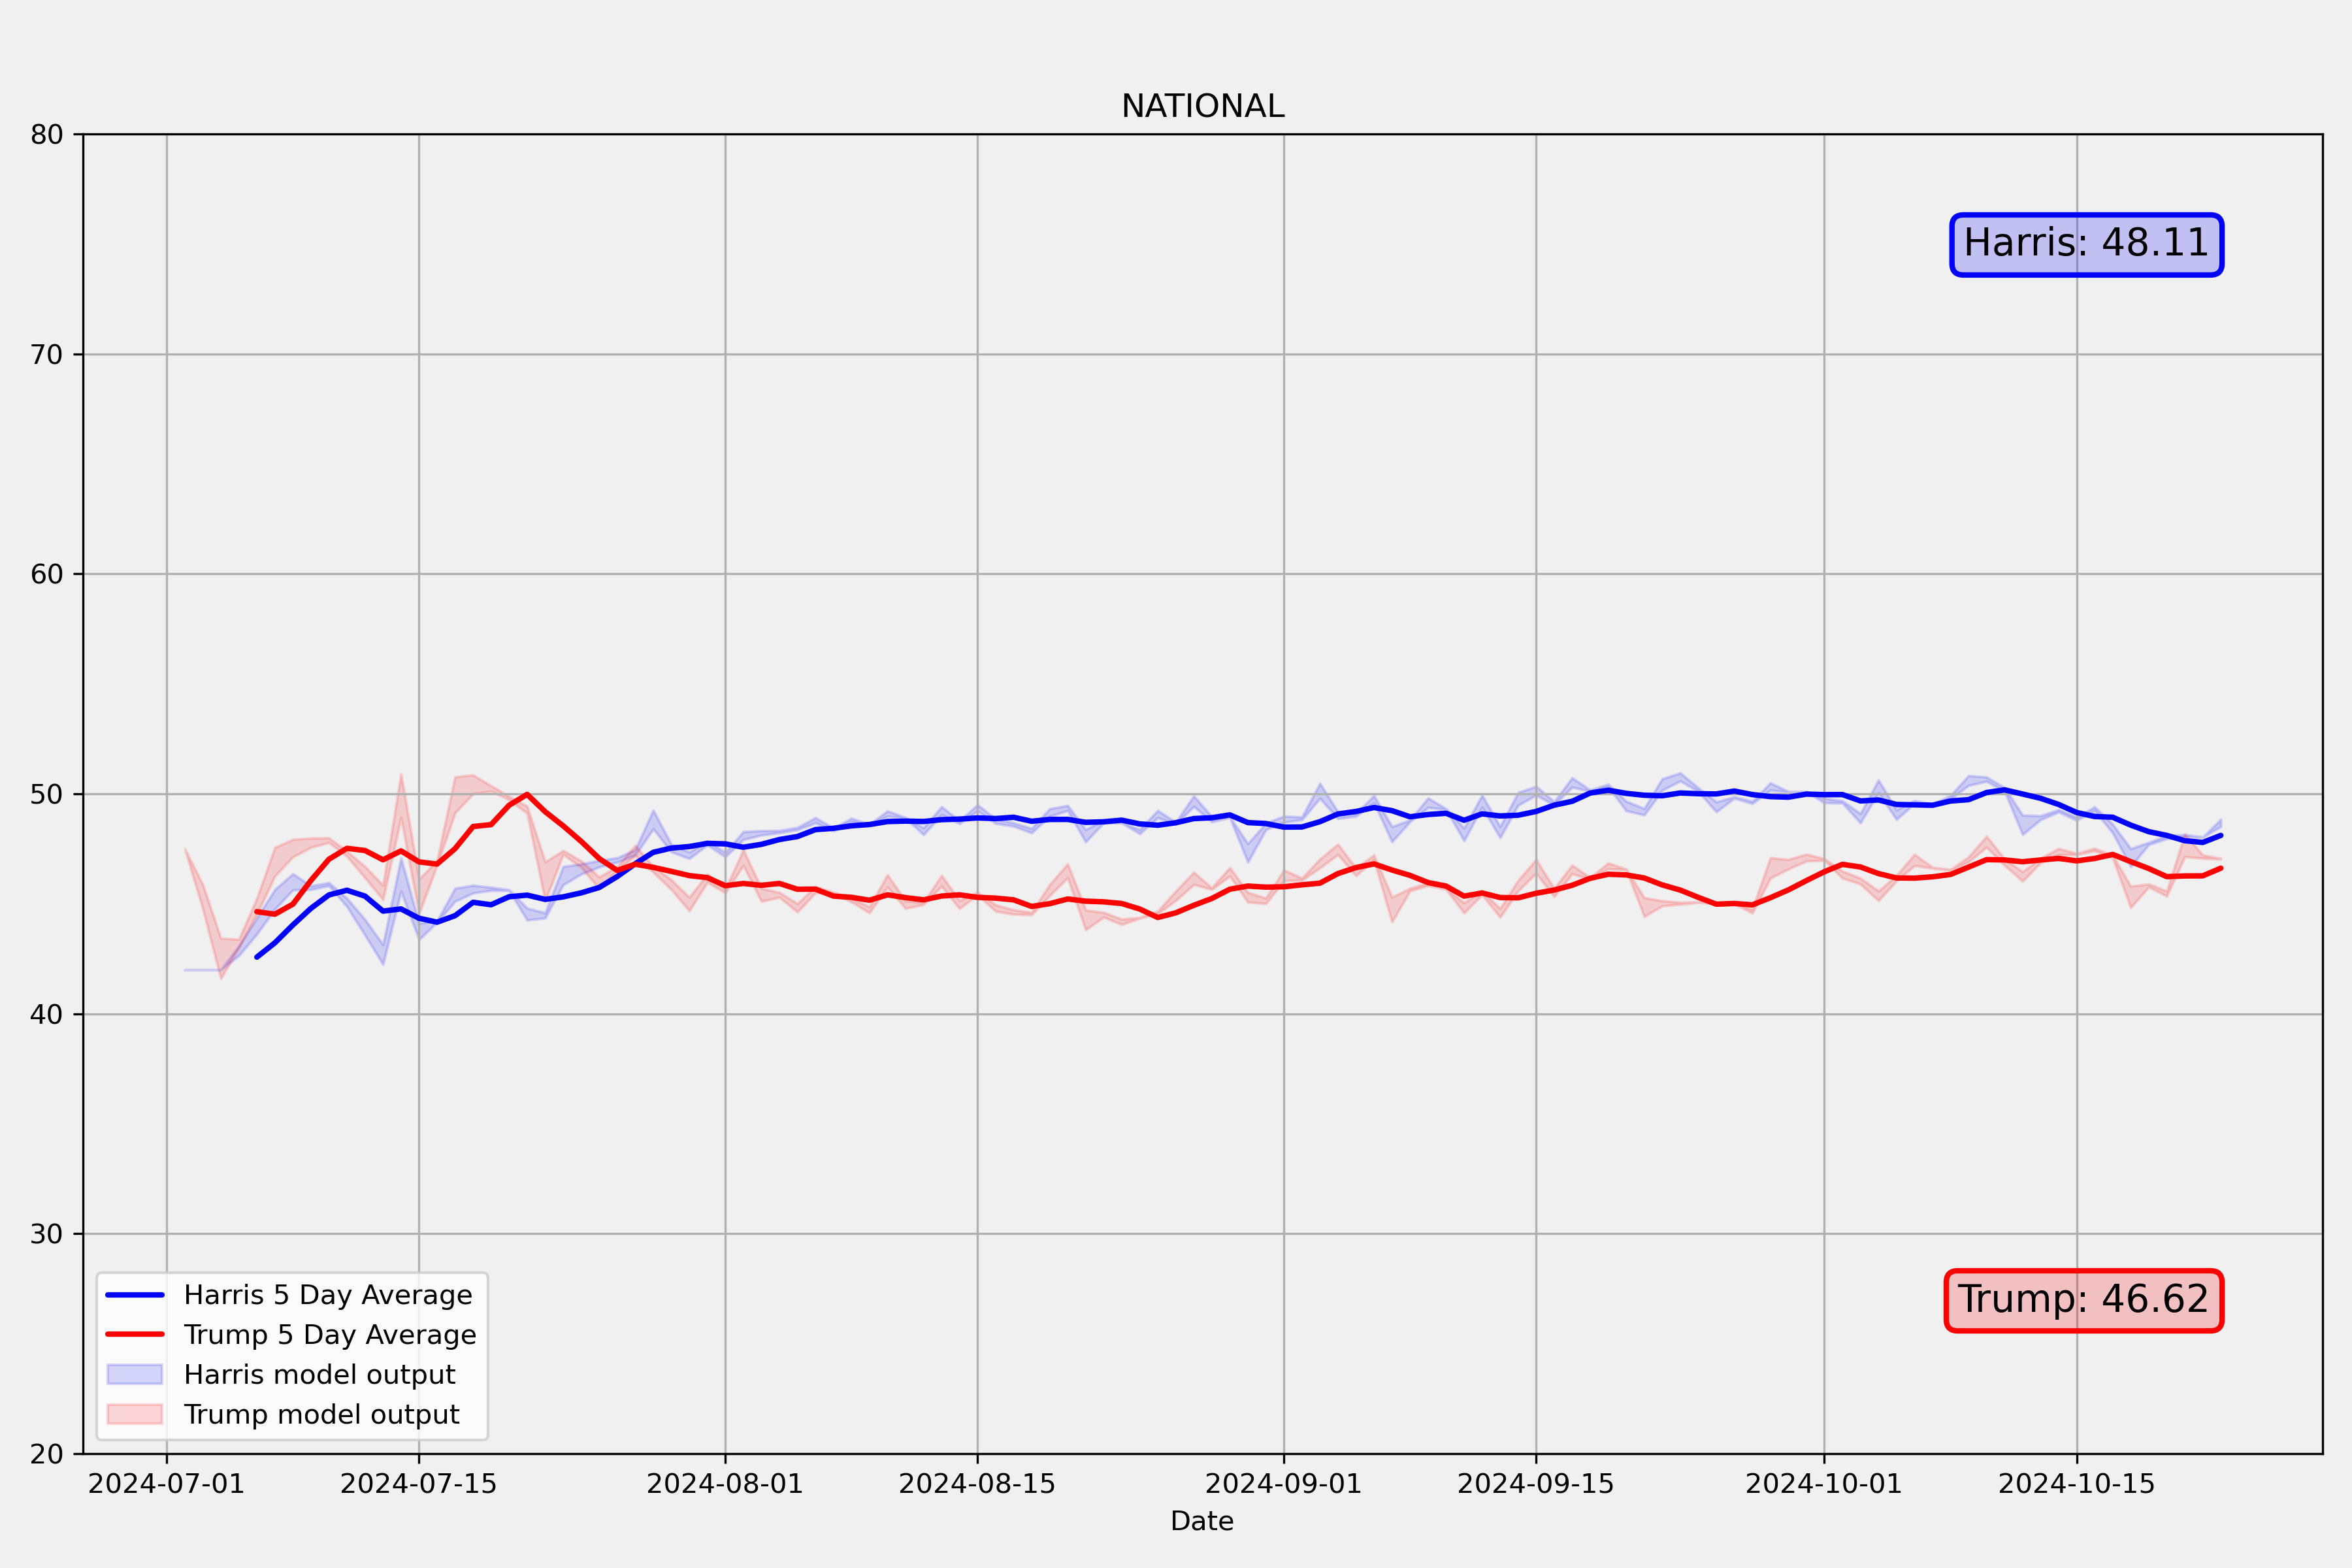 NATIONAL
80
70
60
50
40
30
20
Harris: 48.11
Trump: 46.62
Harris 5 Day Average
Trump 5 Day Average
Harris model output
Trump model output
2024-07-01 2024-07-15 2024-08-01 2024-08-15 2024-09-01 2024-09-15 2024-10-01 2024-10-15
Date